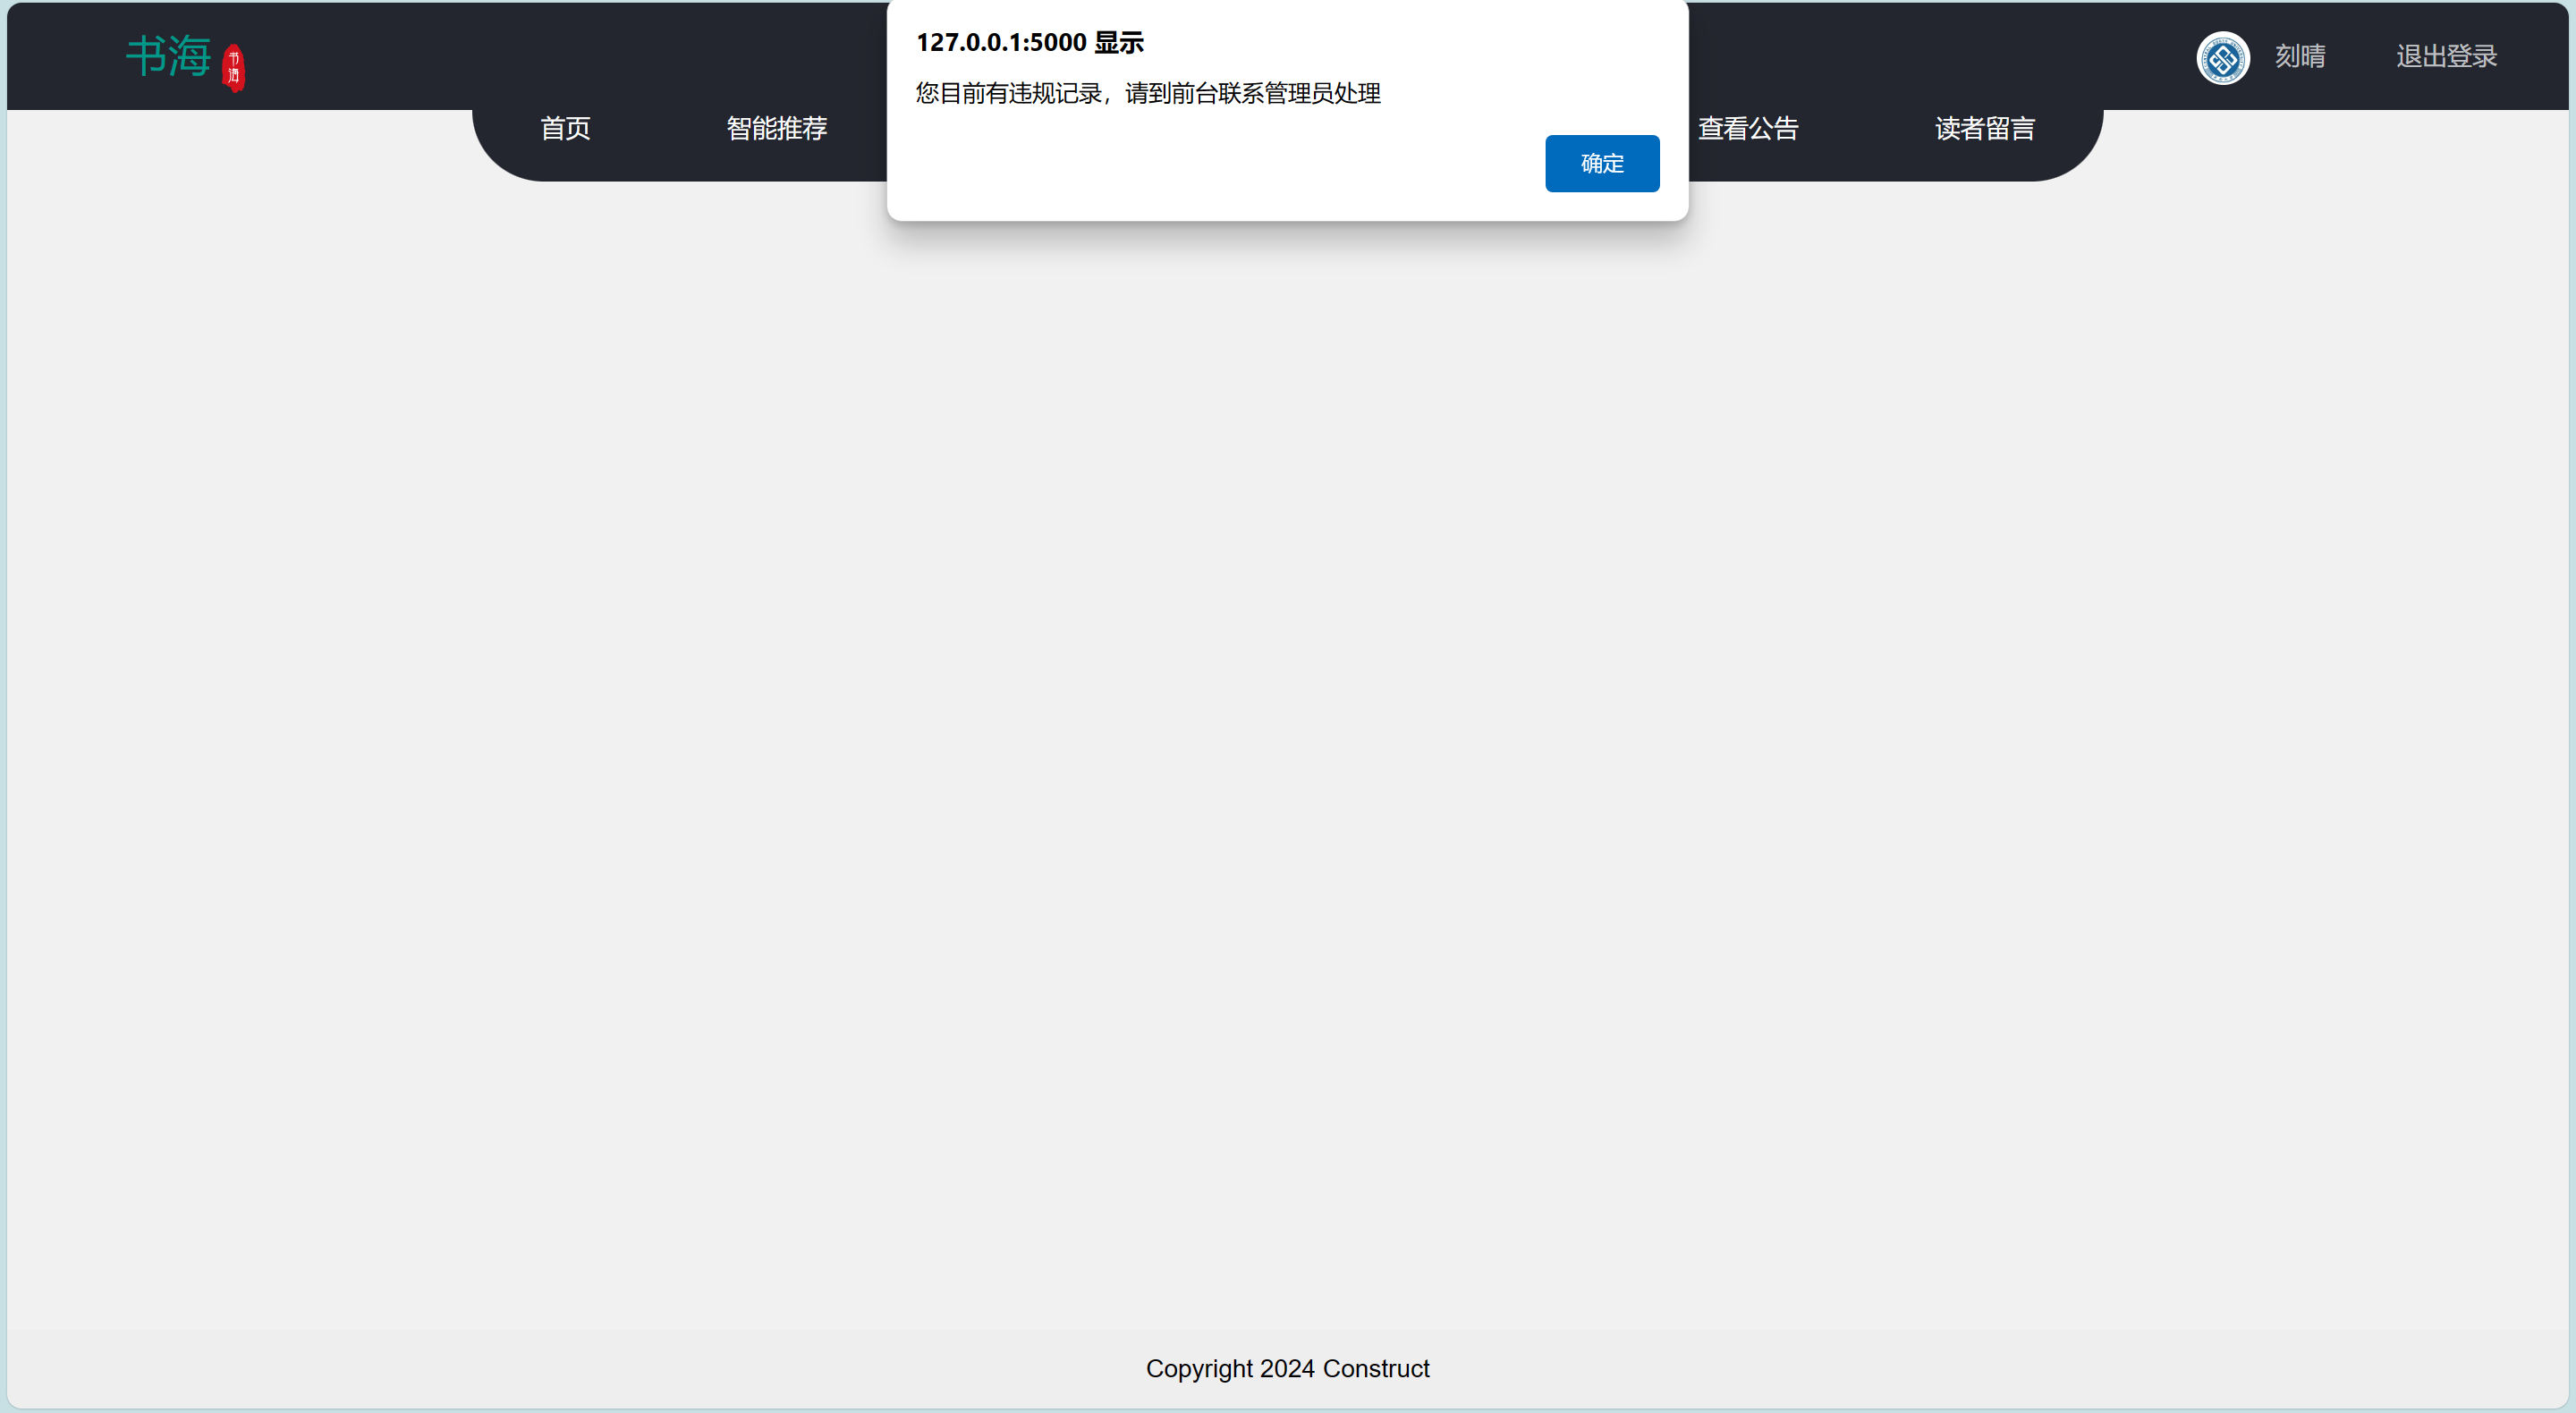 书海
书海
127.0.0.1:5000 显示
您目前有违规记录，请到前台联系管理员处理
确定
刻晴
退出登录
首页
智能推荐
查看公告
读者留言
Copyright 2024 Construct